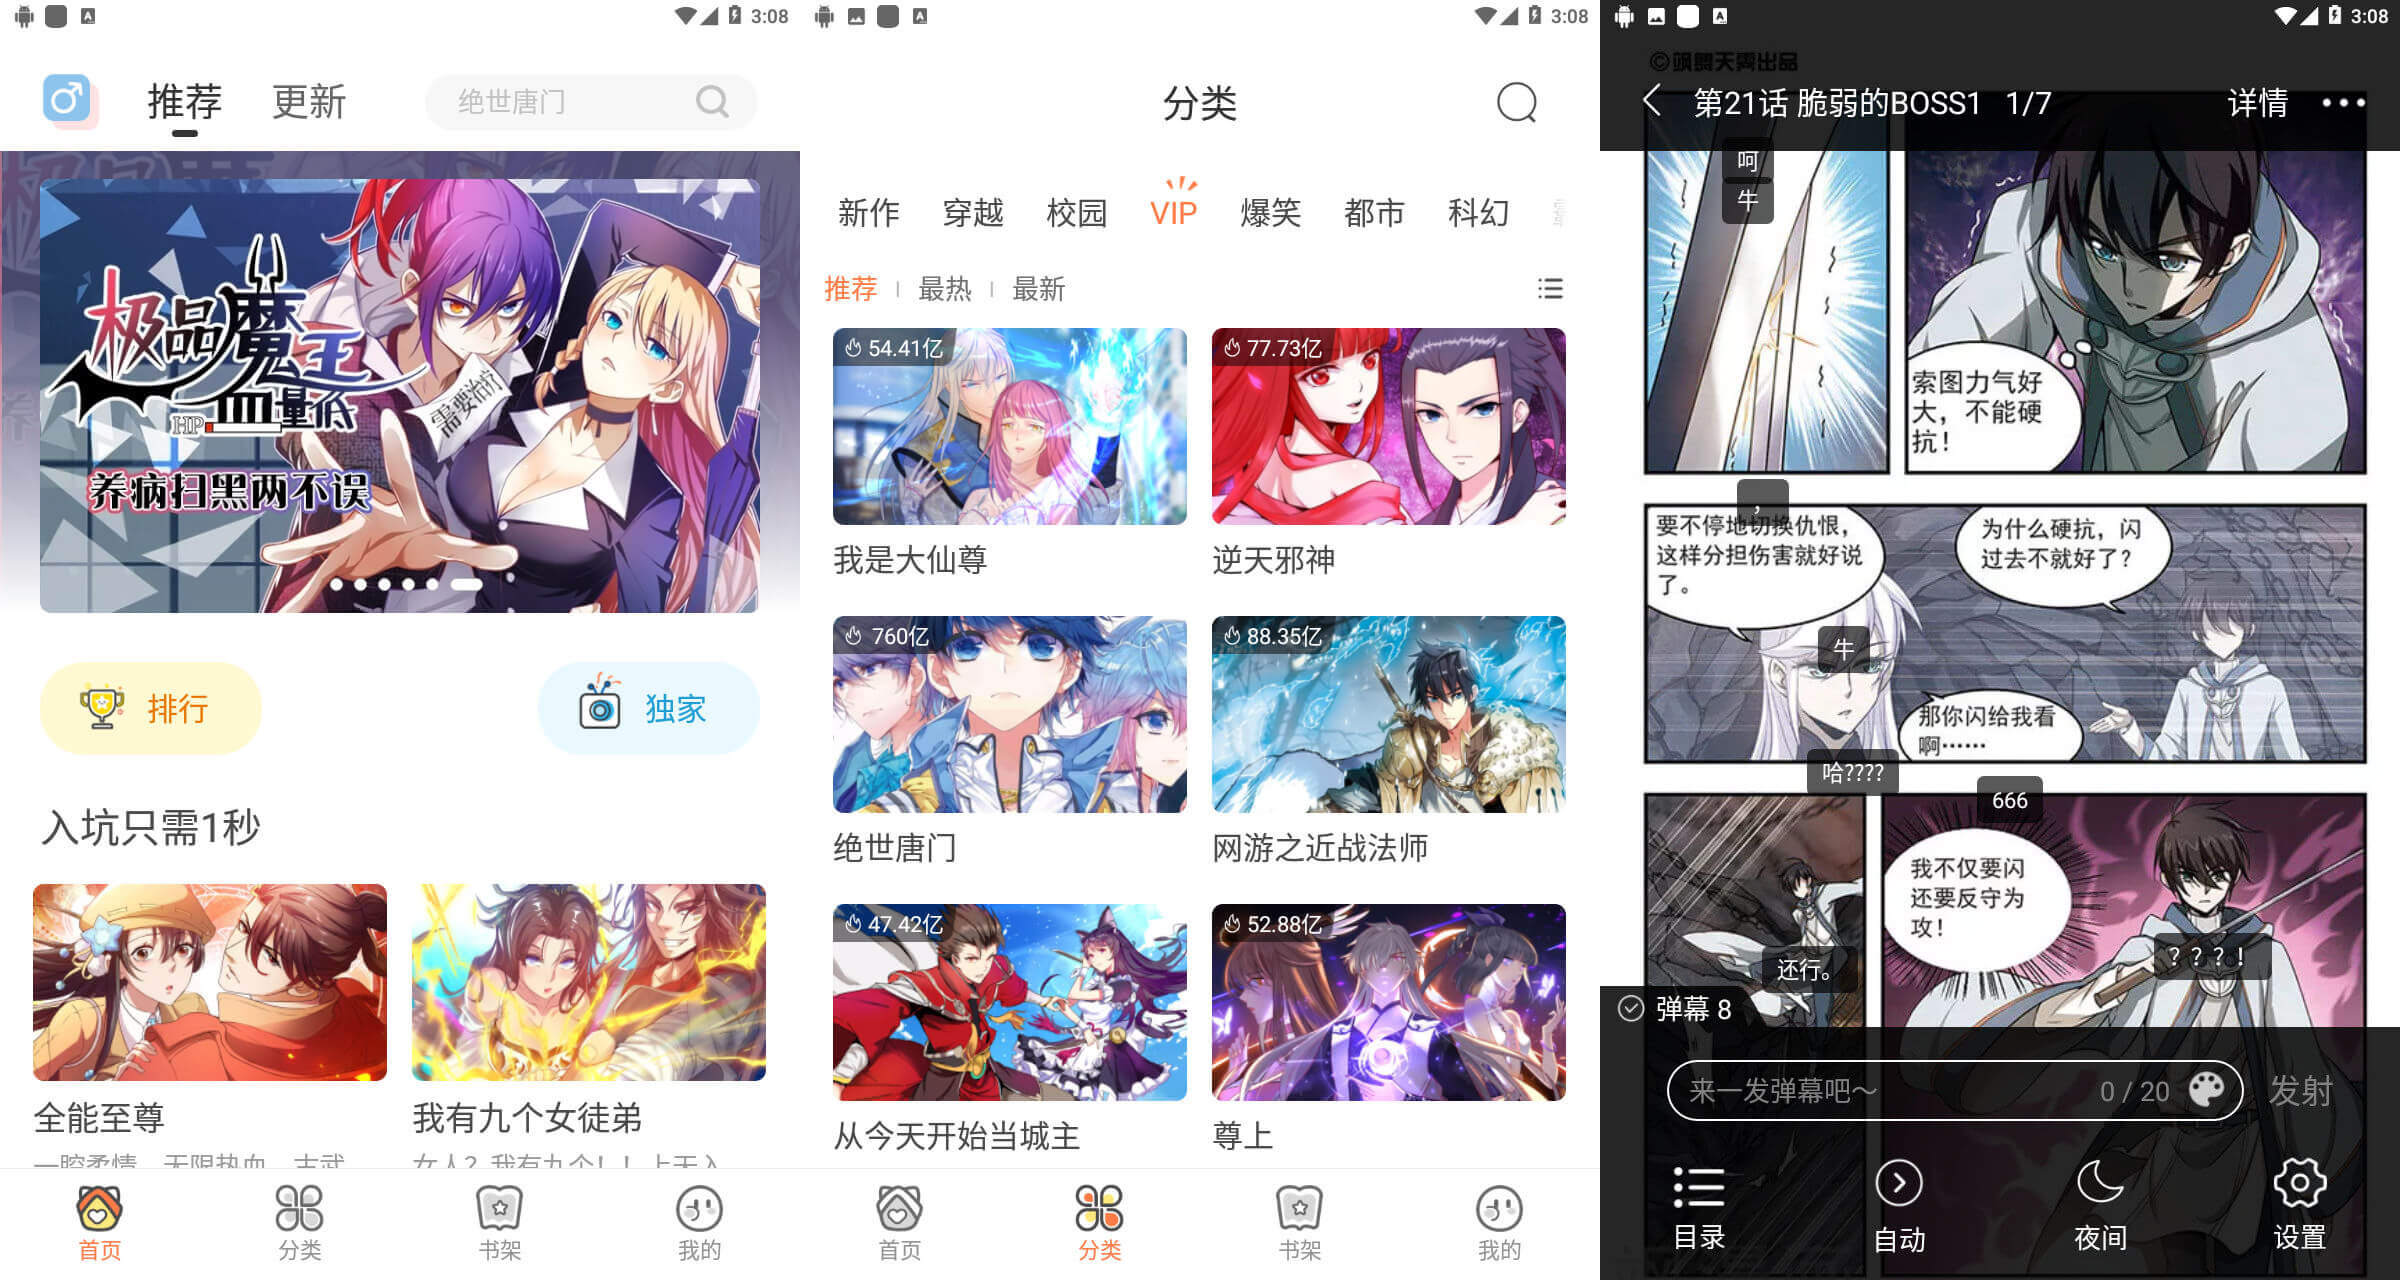 3:08
推荐
更新
绝世唐门
极品魔王
HP
血量低
需要治疗
养病扫黑两不误
排行
独家
入坑只需1秒
全能至尊
我有九个女徒弟
首页
分类
书架
我的
3:08
分类
新作
穿越
校园
VIP
爆笑
都市
科幻
推荐
最热
最新
54.41亿
77.73亿
我是大仙尊
逆天邪神
760亿
88.35亿
绝世唐门
网游之近战法师
47.42亿
52.88亿
从今天开始当城主
尊上
首页
分类
书架
我的
3:08
第21话 脆弱的BOSS1 1/7
详情
呵
牛
索图力气好
大，不能硬
抗！
，
要不停地切换仇恨，
这样分担伤害就好说
了。
为什么硬抗，闪
过去不就好了？
牛
那你闪给我看
啊……
哈????
666
我不仅要闪
还要反守为
攻！
？？？！
还行。
弹幕 8
来一发弹幕吧～
0 / 20
发射
目录
自动
夜间
设置